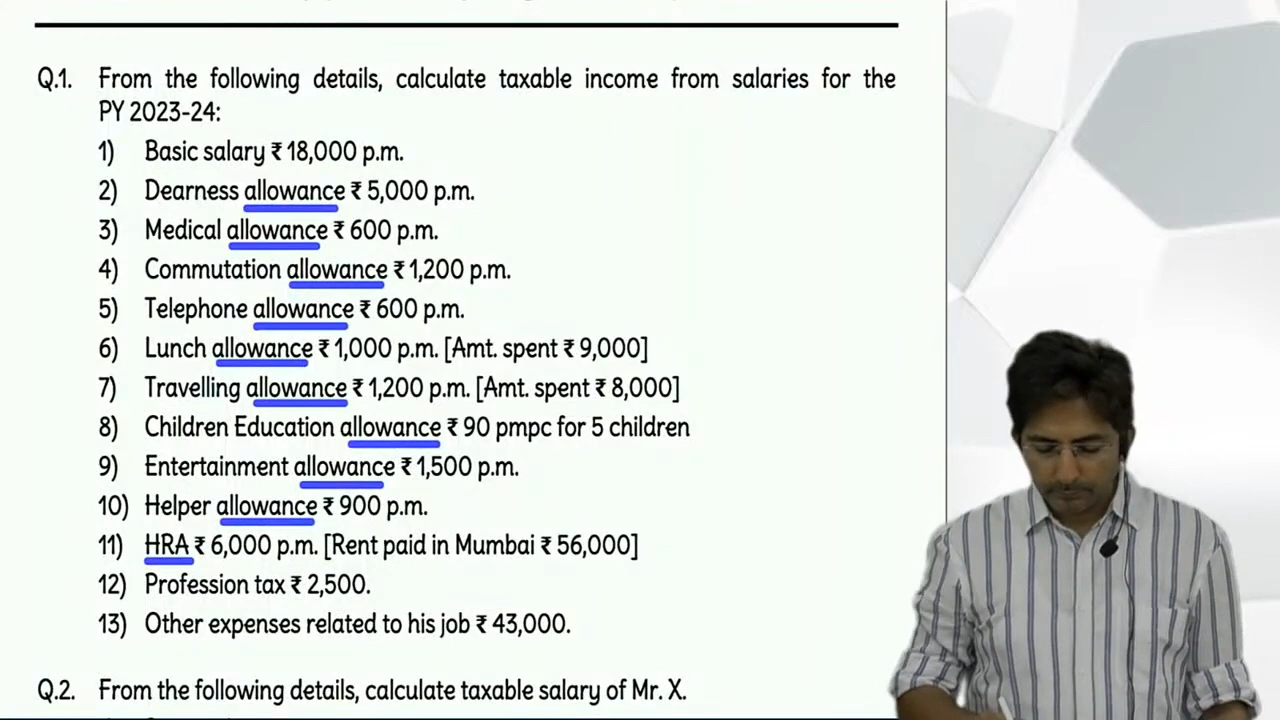 Q.1. From the following details, calculate taxable income from salaries for the
PY 2023-24:
1) Basic salary ₹ 18,000 p.m.
2) Dearness allowance ₹ 5,000 p.m.
3) Medical allowance ₹ 600 p.m.
4) Commutation allowance ₹ 1,200 p.m.
5) Telephone allowance ₹ 600 p.m.
6) Lunch allowance ₹ 1,000 p.m. [Amt. spent ₹ 9,000]
7) Travelling allowance ₹ 1,200 p.m. [Amt. spent ₹ 8,000]
8) Children Education allowance ₹ 90 pmpc for 5 children
9) Entertainment allowance ₹ 1,500 p.m.
10) Helper allowance ₹ 900 p.m.
11) HRA ₹ 6,000 p.m. [Rent paid in Mumbai ₹ 56,000]
12) Profession tax ₹ 2,500.
13) Other expenses related to his job ₹ 43,000.
Q.2. From the following details, calculate taxable salary of Mr. X.